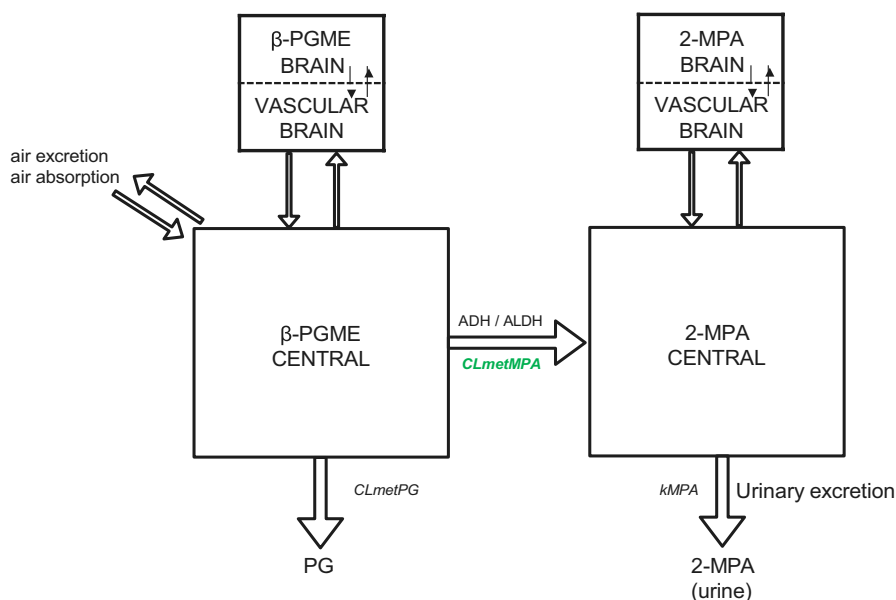 β-PGME
BRAIN
VASCULAR
BRAIN
2-MPA
BRAIN
VASCULAR
BRAIN
air excretion
air absorption
β-PGME
CENTRAL
ADH / ALDH
CLmetMPA
2-MPA
CENTRAL
CLmetPG
PG
kMPA
Urinary excretion
2-MPA
(urine)